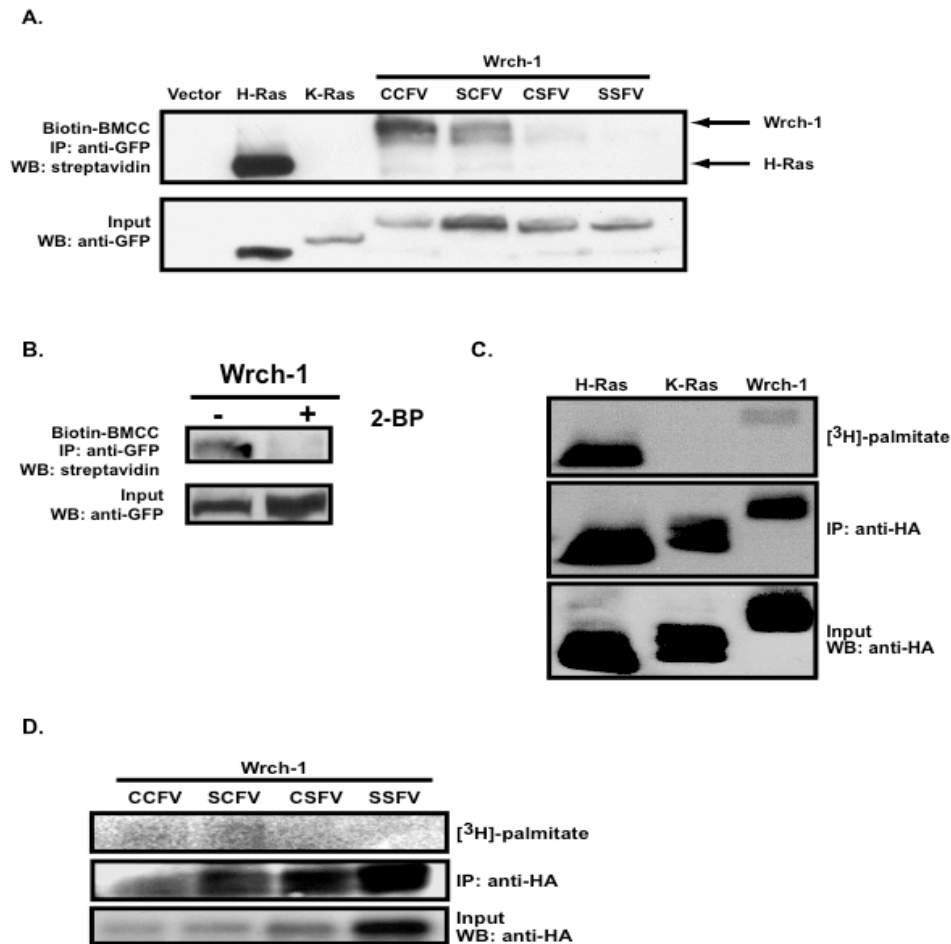 A.
Wrch-1
Vector H-Ras K-Ras CCFV SCFV CSFV SSFV
Biotin-BMCC
IP: anti-GFP
WB: streptavidin
Wrch-1
H-Ras
Input
WB: anti-GFP
B.
Wrch-1
- + 2-BP
Biotin-BMCC
IP: anti-GFP
WB: streptavidin
Input
WB: anti-GFP
C.
H-Ras K-Ras Wrch-1
[³H]-palmitate
IP: anti-HA
Input
WB: anti-HA
D.
Wrch-1
CCFV SCFV CSFV SSFV
[³H]-palmitate
IP: anti-HA
Input
WB: anti-HA